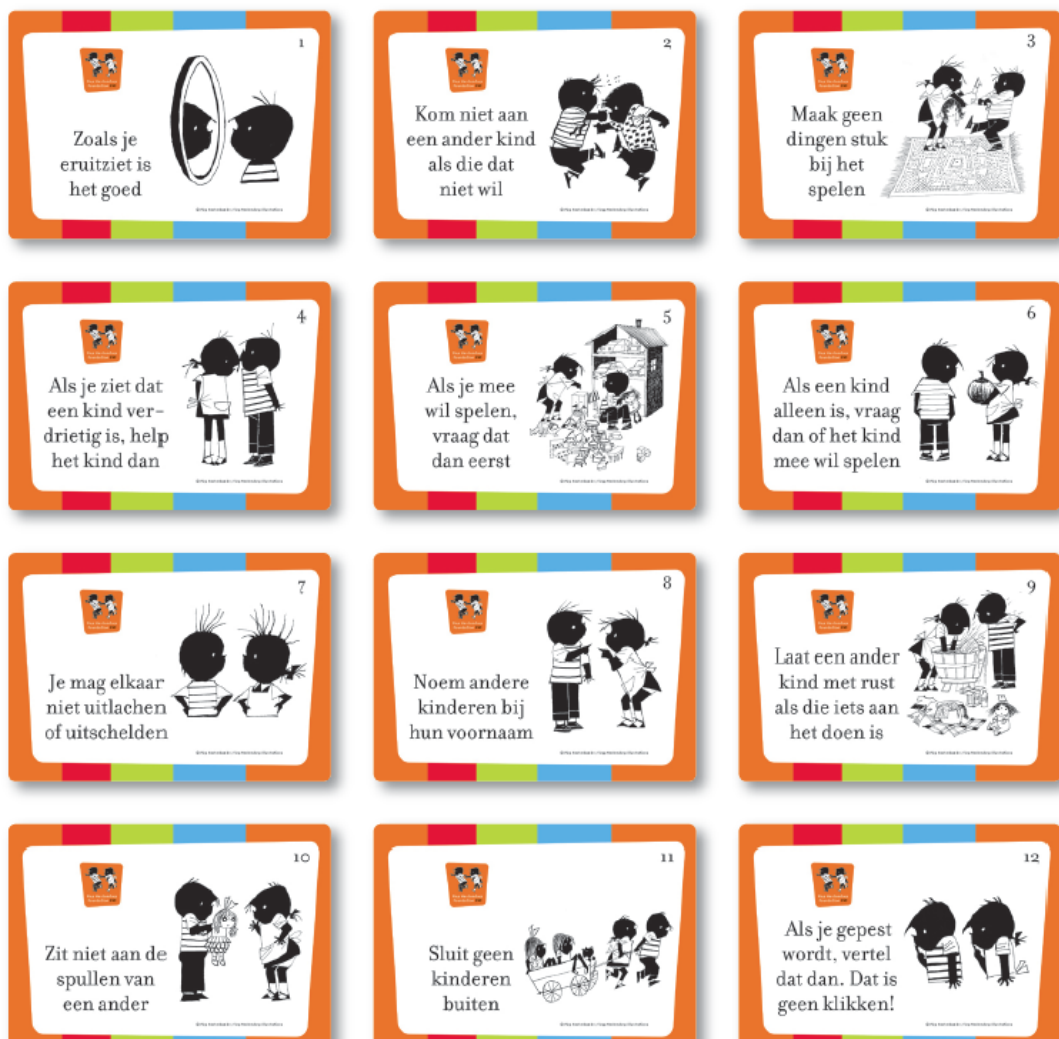 1
Zoals je
eruitziet is
het goed
2
Kom niet aan
een ander kind
als die dat
niet wil
3
Maak geen
dingen stuk
bij het
spelen
4
Als je ziet dat
een kind ver-
drietig is, help
het kind dan
5
Als je mee
wil spelen,
vraag dat
dan eerst
6
Als een kind
alleen is, vraag
dan of het kind
mee wil spelen
7
Je mag elkaar
niet uitlachen
of uitschelden
8
Noem andere
kinderen bij
hun voornaam
9
Laat een ander
kind met rust
als die iets aan
het doen is
10
Zit niet aan de
spullen van
een ander
11
Sluit geen
kinderen
buiten
12
Als je gepest
wordt, vertel
dat dan. Dat is
geen klikken!